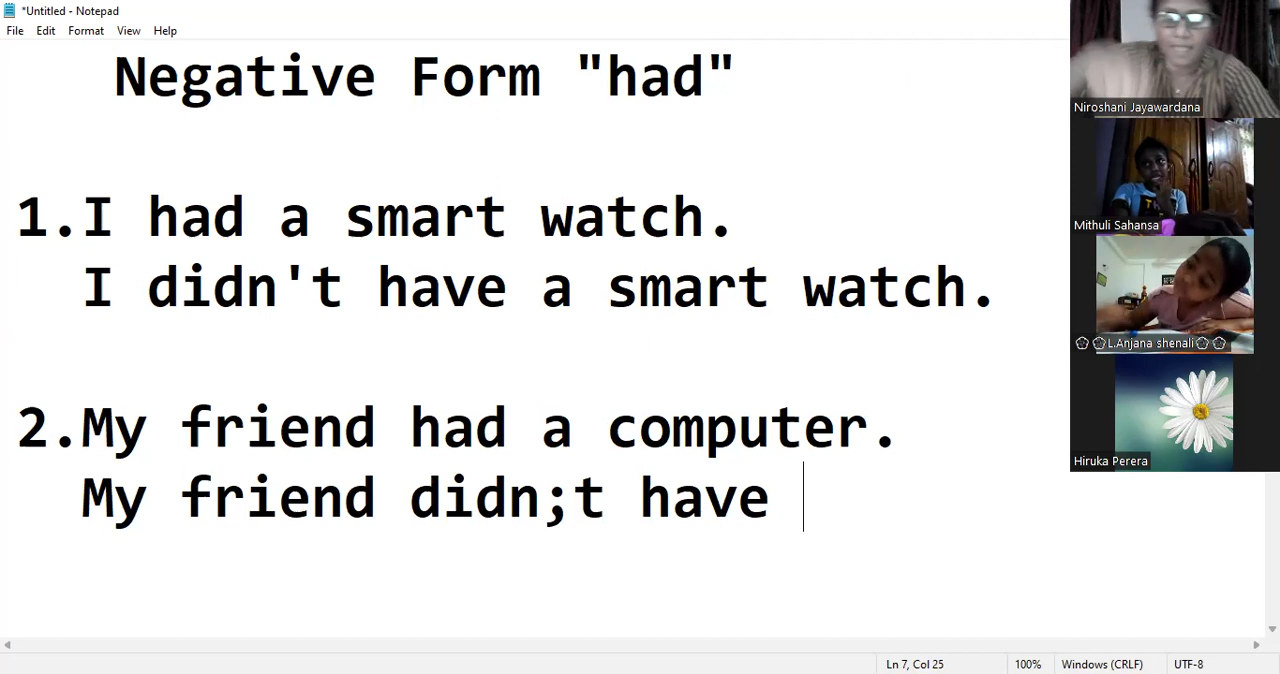 *Untitled - Notepad
File Edit Format View Help
Negative Form "had"
1.I had a smart watch.
I didn't have a smart watch.
2.My friend had a computer.
My friend didn;t have
Niroshani Jayawardana
Mithuli Sahansa
L.Anjana shenali
Hiruka Perera
Ln 7, Col 25 100% Windows (CRLF) UTF-8